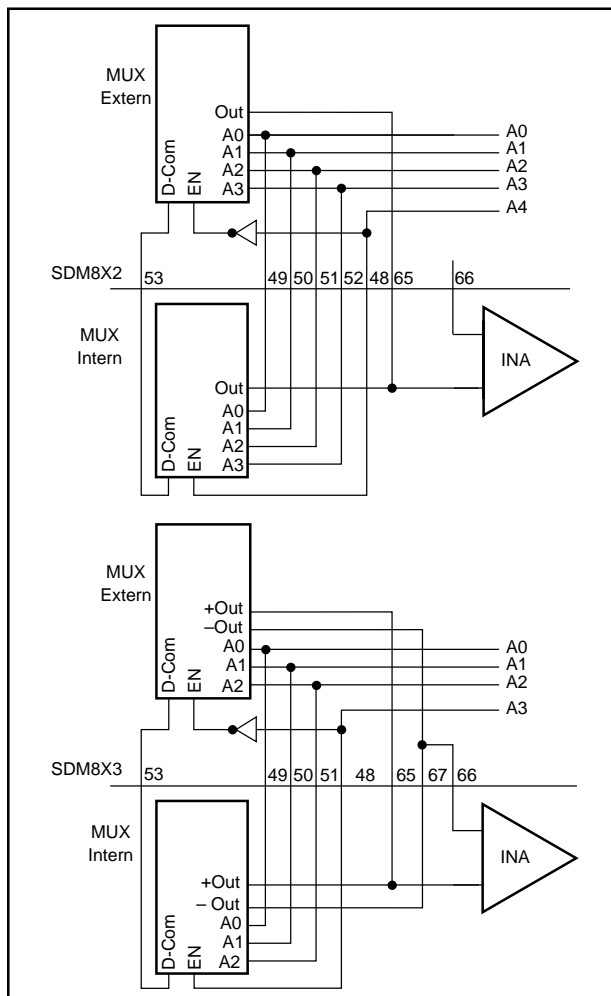 MUX
Extern
Out
A0
A1
A2
A3
D-Com
EN
A0
A1
A2
A3
A4
SDM8X2
53
49
50
51
52
48
65
66
MUX
Intern
Out
A0
A1
A2
A3
D-Com
EN
INA
MUX
Extern
+Out
–Out
A0
A1
A2
D-Com
EN
A0
A1
A2
A3
SDM8X3
53
49
50
51
48
65
67
66
MUX
Intern
+Out
– Out
A0
A1
A2
D-Com
EN
INA